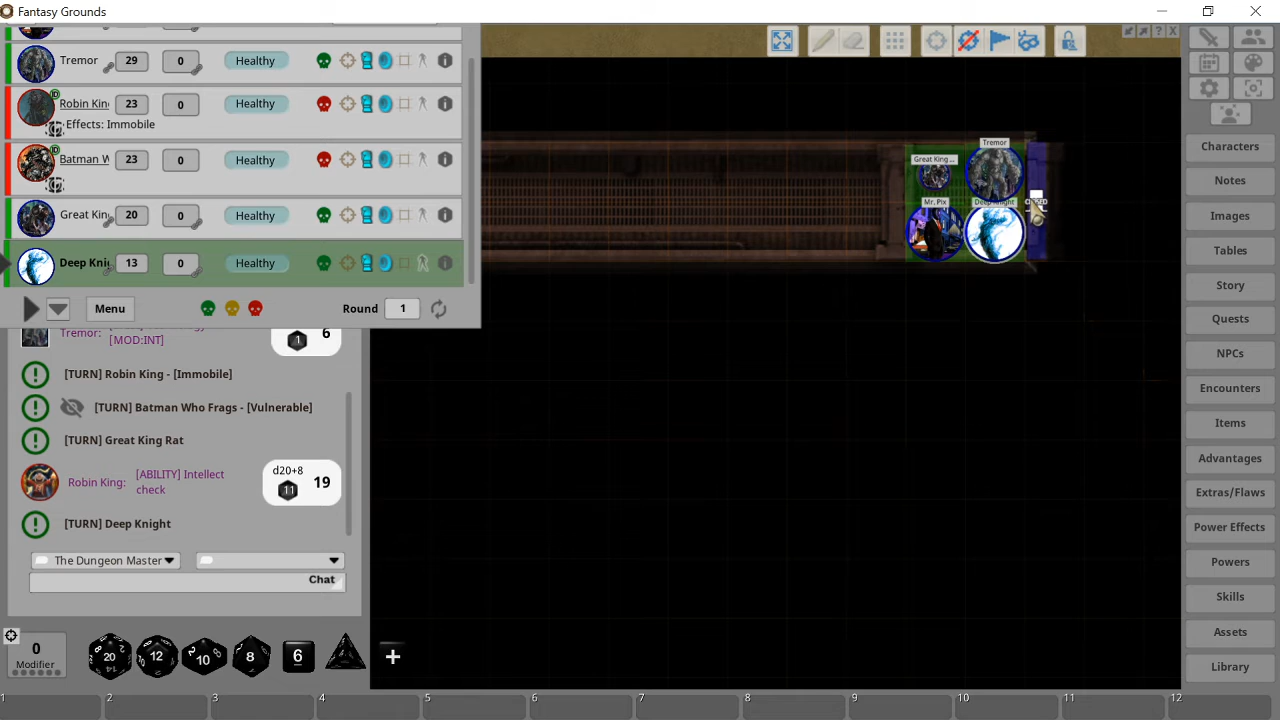 Fantasy Grounds
Tremor 29 0 Healthy
Robin Kin 23 0 Healthy
Effects: Immobile
Batman W 23 0 Healthy
Great Kin 20 0 Healthy
Deep Kni 13 0 Healthy
Menu Round 1
Tremor:
[MOD:INT] 1 6
[TURN] Robin King - [Immobile]
[TURN] Batman Who Frags - [Vulnerable]
[TURN] Great King Rat
Robin King: [ABILITY] Intellect check d20+8 11 19
[TURN] Deep Knight
The Dungeon Master
Chat
0
Modifier
20 12 10 8 6
+
1 2 3 4 5 6 7 8 9 10 11 12
Great King ...
Tremor
Mr. Pix
Deep Knight
Characters
Notes
Images
Tables
Story
Quests
NPCs
Encounters
Items
Advantages
Extras/Flaws
Power Effects
Powers
Skills
Assets
Library